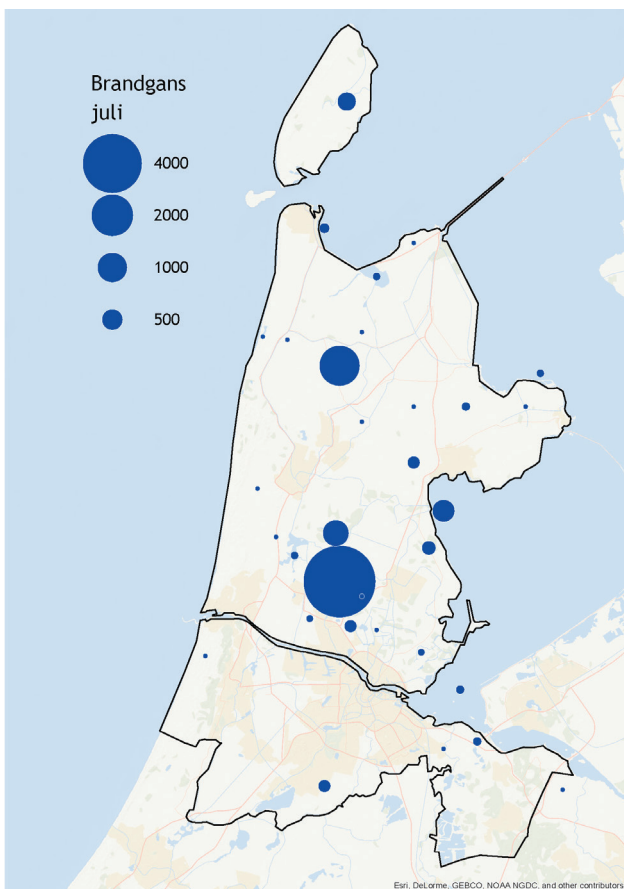 Brandgans
juli
4000
2000
1000
500
Esri, DeLorme, GEBCO, NOAA NGDC, and other contributors